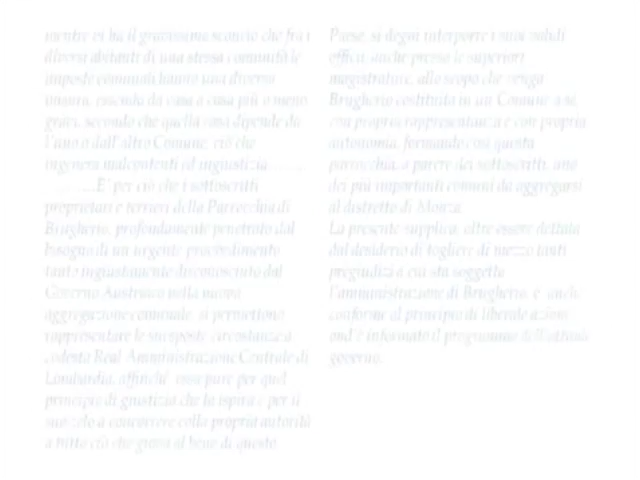 mentre vi ha il gravissimo sconcio che fra i
diversi abitanti di una stessa comunità le
imposte comunali hanno una diversa
misura, essendo da casa a casa più o meno
gravi, secondo che quella casa dipende da
l'uno o dall'altro Comune, ciò che
ingenera malcontenti ed ingiustizia
E' per ciò che i sottoscritti
proprietari e terrieri della Parrocchia di
Brugherio, profondamente penetrati dal
bisogno di un urgente provvedimento
tanto ingiustamente disconosciuto dal
Governo Austriaco nella nuova
aggregazione comunale, si permettono
rappresentare le suesposte circostanze a
codesta Real Amministrazione Centrale di
Lombardia, affinché, essa pure per quel
principio di giustizia che la ispira e per il
suo zelo a concorrere colla propria autorità
a tutto ciò che giova al bene di questo
Paese, si degni interporre i suoi validi
effici, anche presso le superiori
magistrature, allo scopo che venga
Brugherio costituita in un Comune a sé,
con propria rappresentanza e con propria
autonomia, formando così questa
parrocchia, a parere dei sottoscritti, uno
dei più importanti comuni da aggregarsi
al distretto di Monza.
La presente supplica, oltre essere dettata
dal desiderio di togliere di mezzo tanti
pregiudizi a cui sta soggetta
l'amministrazione di Brugherio, è anche
conforme al principio di liberale azione
ond'è informato il programma dell'attuale
governo.